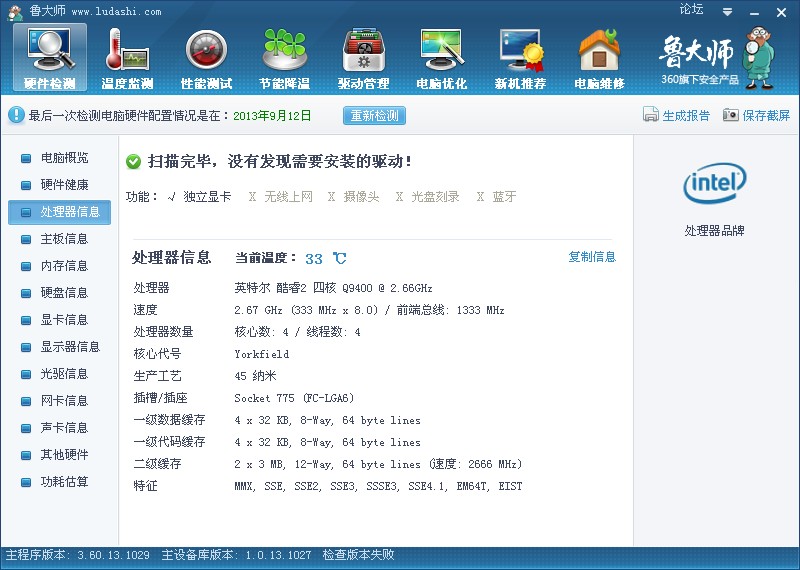 鲁大师 www.ludashi.com 论坛
硬件检测 温度监测 性能测试 节能降温 驱动管理 电脑优化 新机推荐 电脑维修
鲁大师
360旗下安全产品
最后一次检测电脑硬件配置情况是在：2013年9月12日 重新检测 生成报告 保存截屏
电脑概览
硬件健康
处理器信息
主板信息
内存信息
硬盘信息
显卡信息
显示器信息
光驱信息
网卡信息
声卡信息
其他硬件
功耗估算
扫描完毕，没有发现需要安装的驱动！
功能： √ 独立显卡 X 无线上网 X 摄像头 X 光盘刻录 X 蓝牙
处理器信息 当前温度： 33 ℃ 复制信息
处理器 英特尔 酷睿2 四核 Q9400 @ 2.66GHz
速度 2.67 GHz (333 MHz x 8.0) / 前端总线: 1333 MHz
处理器数量 核心数: 4 / 线程数: 4
核心代号 Yorkfield
生产工艺 45 纳米
插槽/插座 Socket 775 (FC-LGA6)
一级数据缓存 4 x 32 KB, 8-Way, 64 byte lines
一级代码缓存 4 x 32 KB, 8-Way, 64 byte lines
二级缓存 2 x 3 MB, 12-Way, 64 byte lines (速度: 2666 MHz)
特征 MMX, SSE, SSE2, SSE3, SSSE3, SSE4.1, EM64T, EIST
intel
处理器品牌
主程序版本: 3.60.13.1029 主设备库版本: 1.0.13.1027 检查版本失败